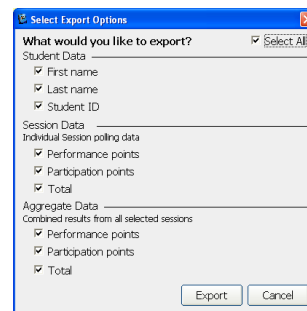 Select Export Options
What would you like to export? Select All
Student Data
First name
Last name
Student ID
Session Data
Individual Session polling data
Performance points
Participation points
Total
Aggregate Data
Combined results from all selected sessions
Performance points
Participation points
Total
Export Cancel